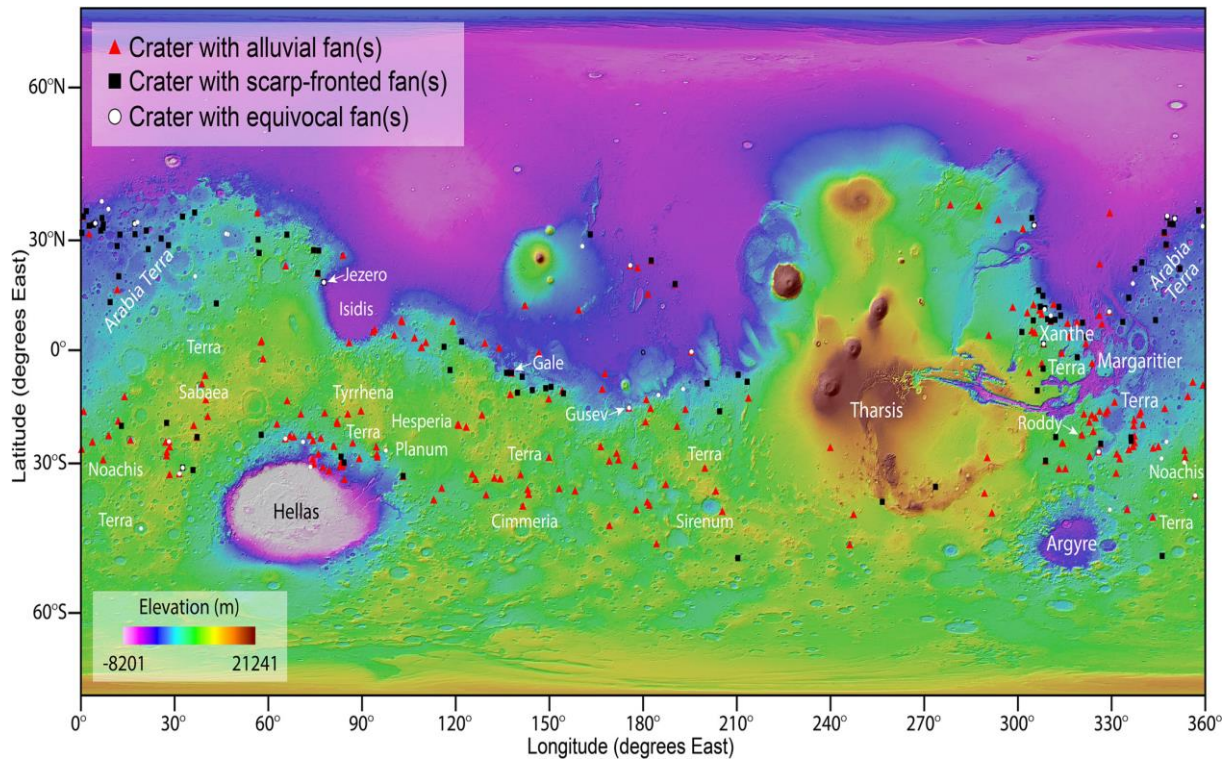 Crater with alluvial fan(s)
Crater with scarp-fronted fan(s)
Crater with equivocal fan(s)
60°N
30°N
0°
30°S
60°S
Latitude (degrees East)
Arabia Terra
Jezero
Isidis
Terra
Sabaea
Tyrrhena
Terra
Hesperia
Planum
Noachis
Terra
Hellas
Gale
Gusev
Terra
Cimmeria
Terra
Sirenum
Tharsis
Xanthe
Terra
Margaritier
Terra
Roddy
Arabia
Terra
Noachis
Terra
Argyre
Elevation (m)
-8201 21241
0° 30° 60° 90° 120° 150° 180° 210° 240° 270° 300° 330° 360°
Longitude (degrees East)